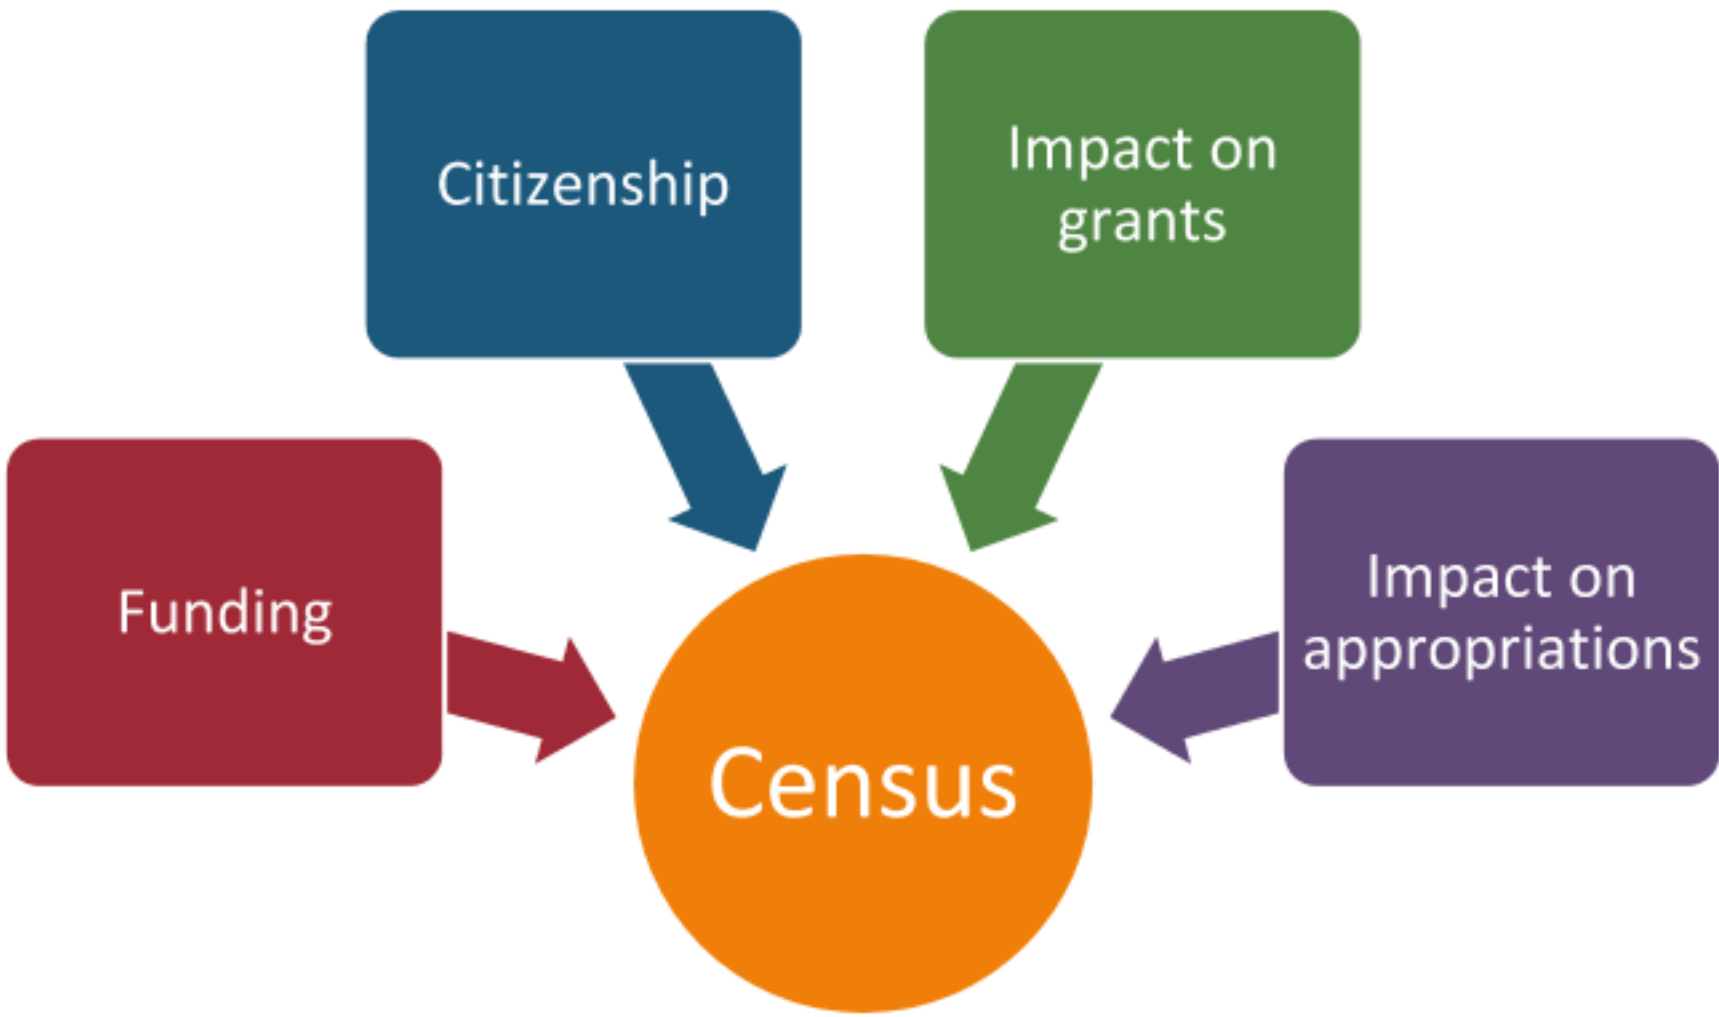 Citizenship
Impact on
grants
Funding
Impact on
appropriations
Census